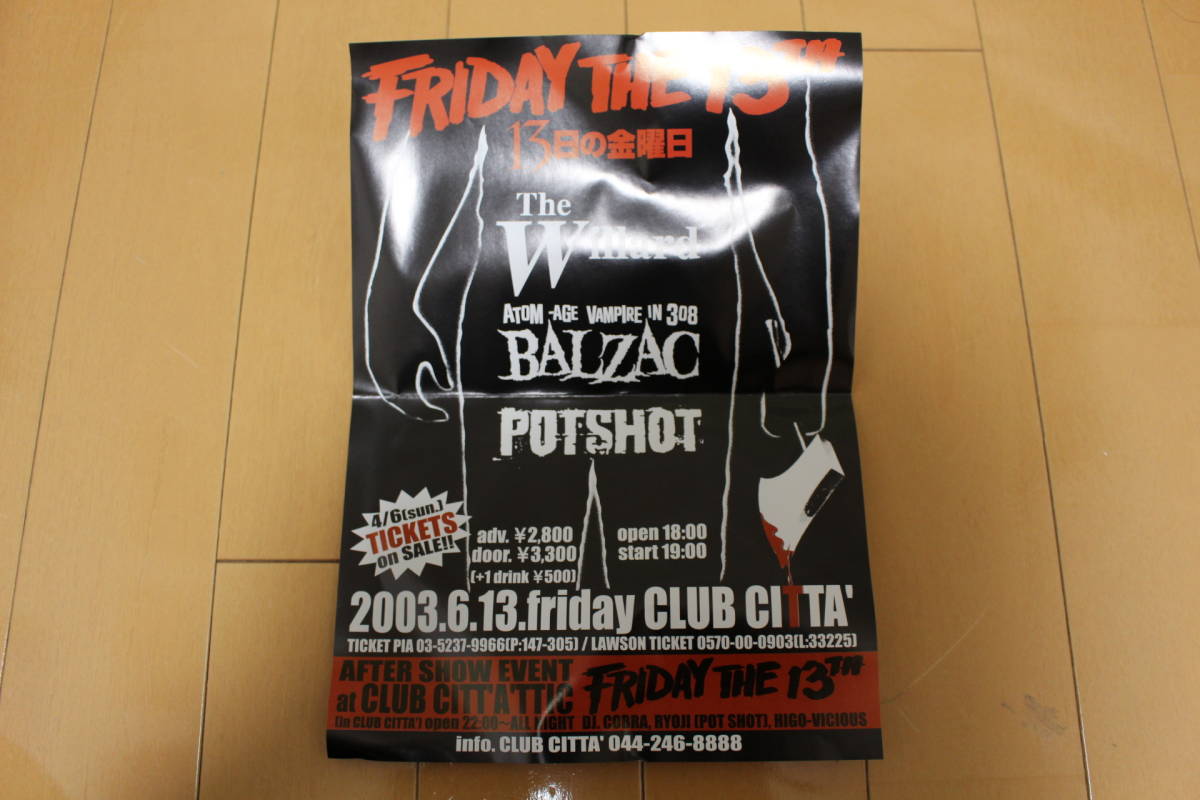 FRIDAY THE 13TH
13日の金曜日
The
Willard
ATOM-AGE VAMPIRE IN 308
BALZAC
POTSHOT
4/6(sun.)
TICKETS
on SALE!!
adv. ¥2,800
door. ¥3,300
(+1 drink ¥500)
open 18:00
start 19:00
2003.6.13.friday CLUB CITTA'
TICKET PIA 03-5237-9966(P:147-305) / LAWSON TICKET 0570-00-0903(L:33225)
AFTER SHOW EVENT
at CLUB CITTA'TTIC
FRIDAY THE 13TH
(in CLUB CITTA') open 22:00~ALL NIGHT DJ. COBRA, RYOJI (POT SHOT), HIGO-VICIOUS
info. CLUB CITTA' 044-246-8888